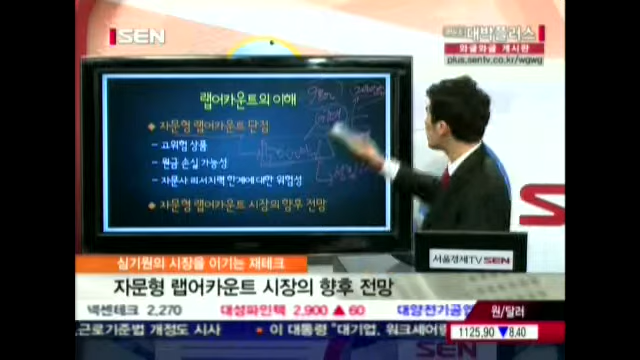 SEN
대박플러스
와글와글 게시판
plus.sentv.co.kr/wgwg
랩어카운트의 이해
◆ 자문형 랩어카운트 단점
- 고위험 상품
- 원금 손실 가능성
- 자문사 리서치력 한계에 대한 위험성
◆ 자문형 랩어카운트 시장의 향후 전망
SEN
서울경제TV SEN
심기원의 시장을 이기는 재테크
자문형 랩어카운트 시장의 향후 전망
넥센테크 2,270 대성파인텍 2,900 ▲ 60 대양전기공업
원/달러
근로기준법 개정도 시사 ● 이 대통령 "대기업, 워크셰어링
1125.90 ▼8.40